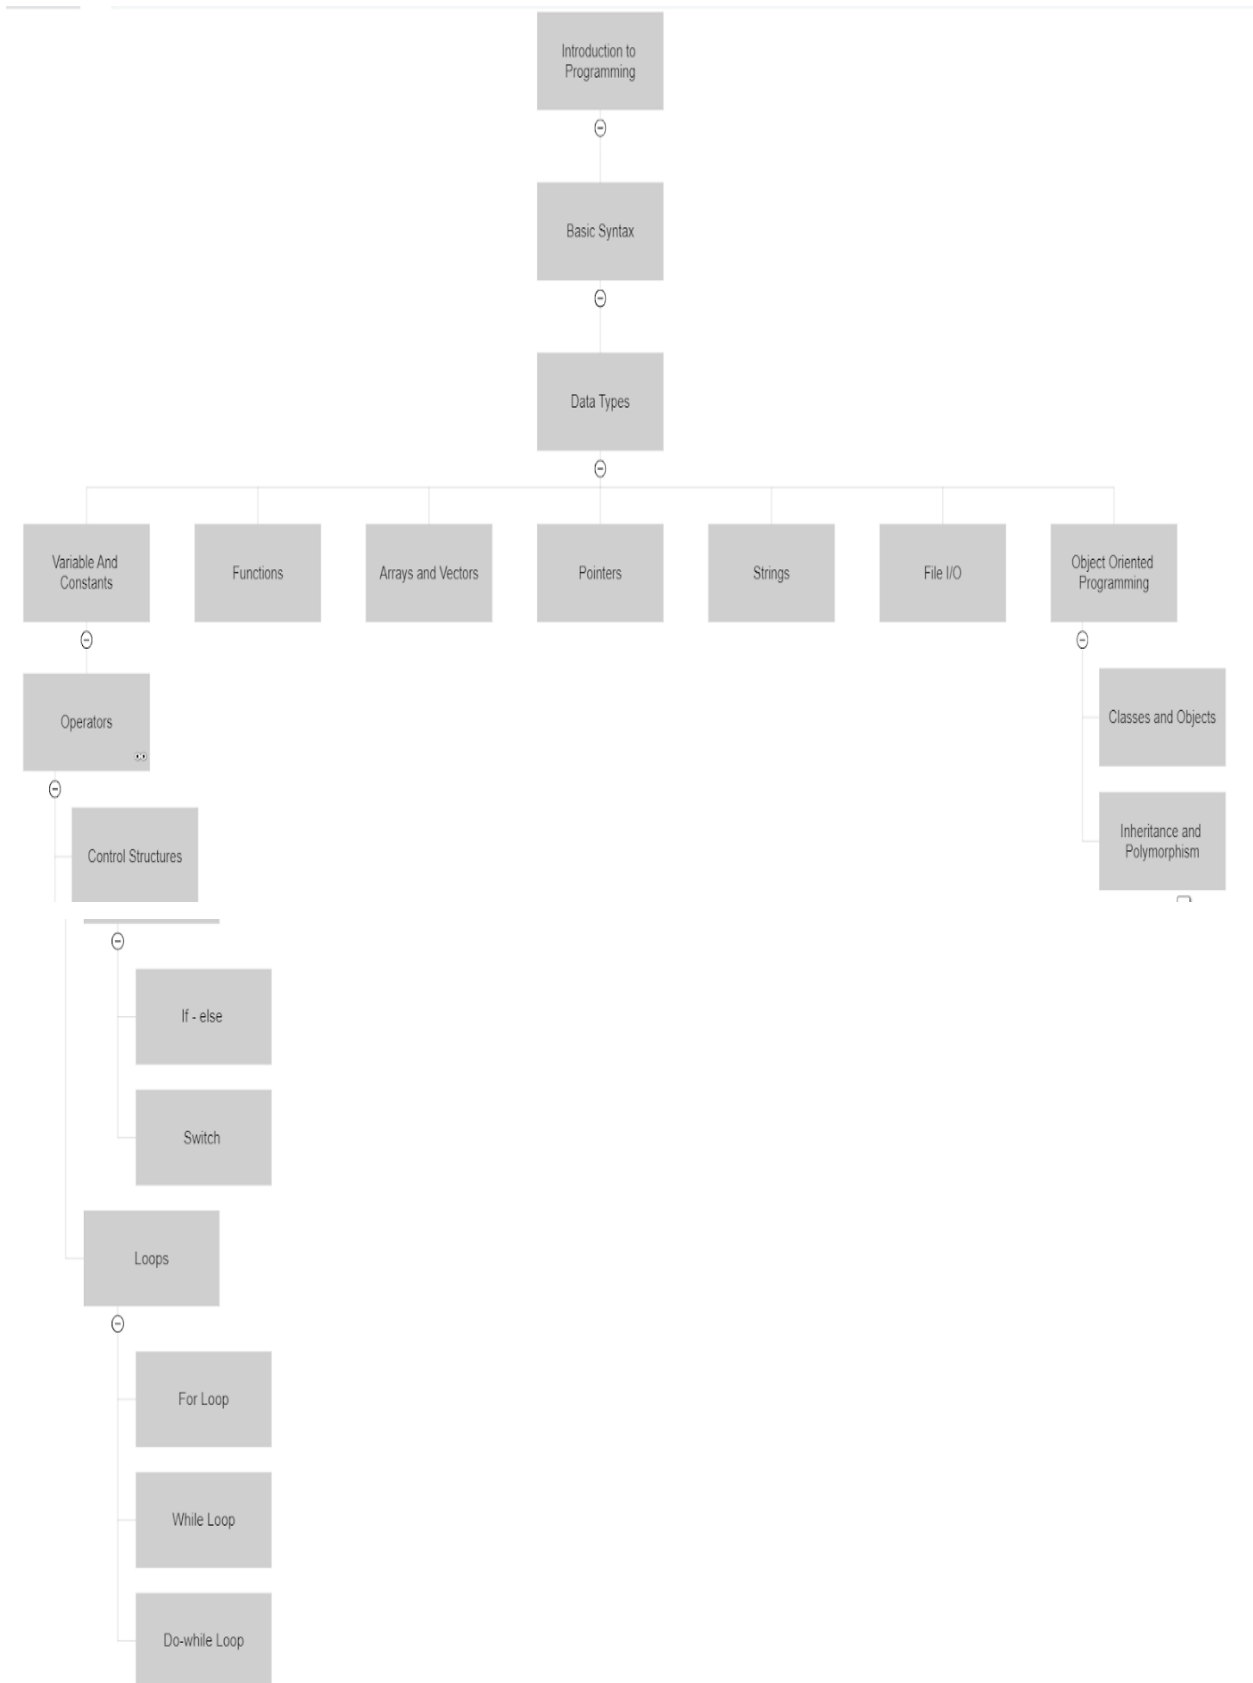 Introduction to
Programming
Basic Syntax
Data Types
Variable And
Constants
Functions
Arrays and Vectors
Pointers
Strings
File I/O
Object Oriented
Programming
Operators
Classes and Objects
Control Structures
Inheritance and
Polymorphism
If - else
Switch
Loops
For Loop
While Loop
Do-while Loop